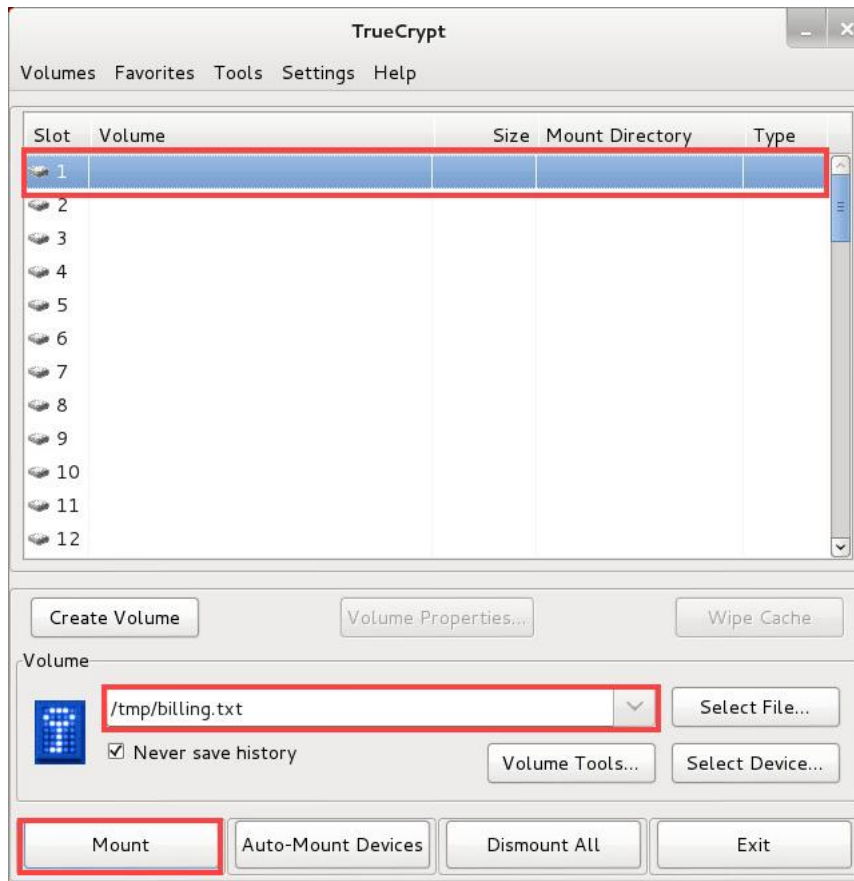 TrueCrypt
Volumes Favorites Tools Settings Help
Slot Volume Size Mount Directory Type
1
2
3
4
5
6
7
8
9
10
11
12
Create Volume Volume Properties... Wipe Cache
Volume
/tmp/billing.txt Select File...
Never save history Volume Tools... Select Device...
Mount Auto-Mount Devices Dismount All Exit